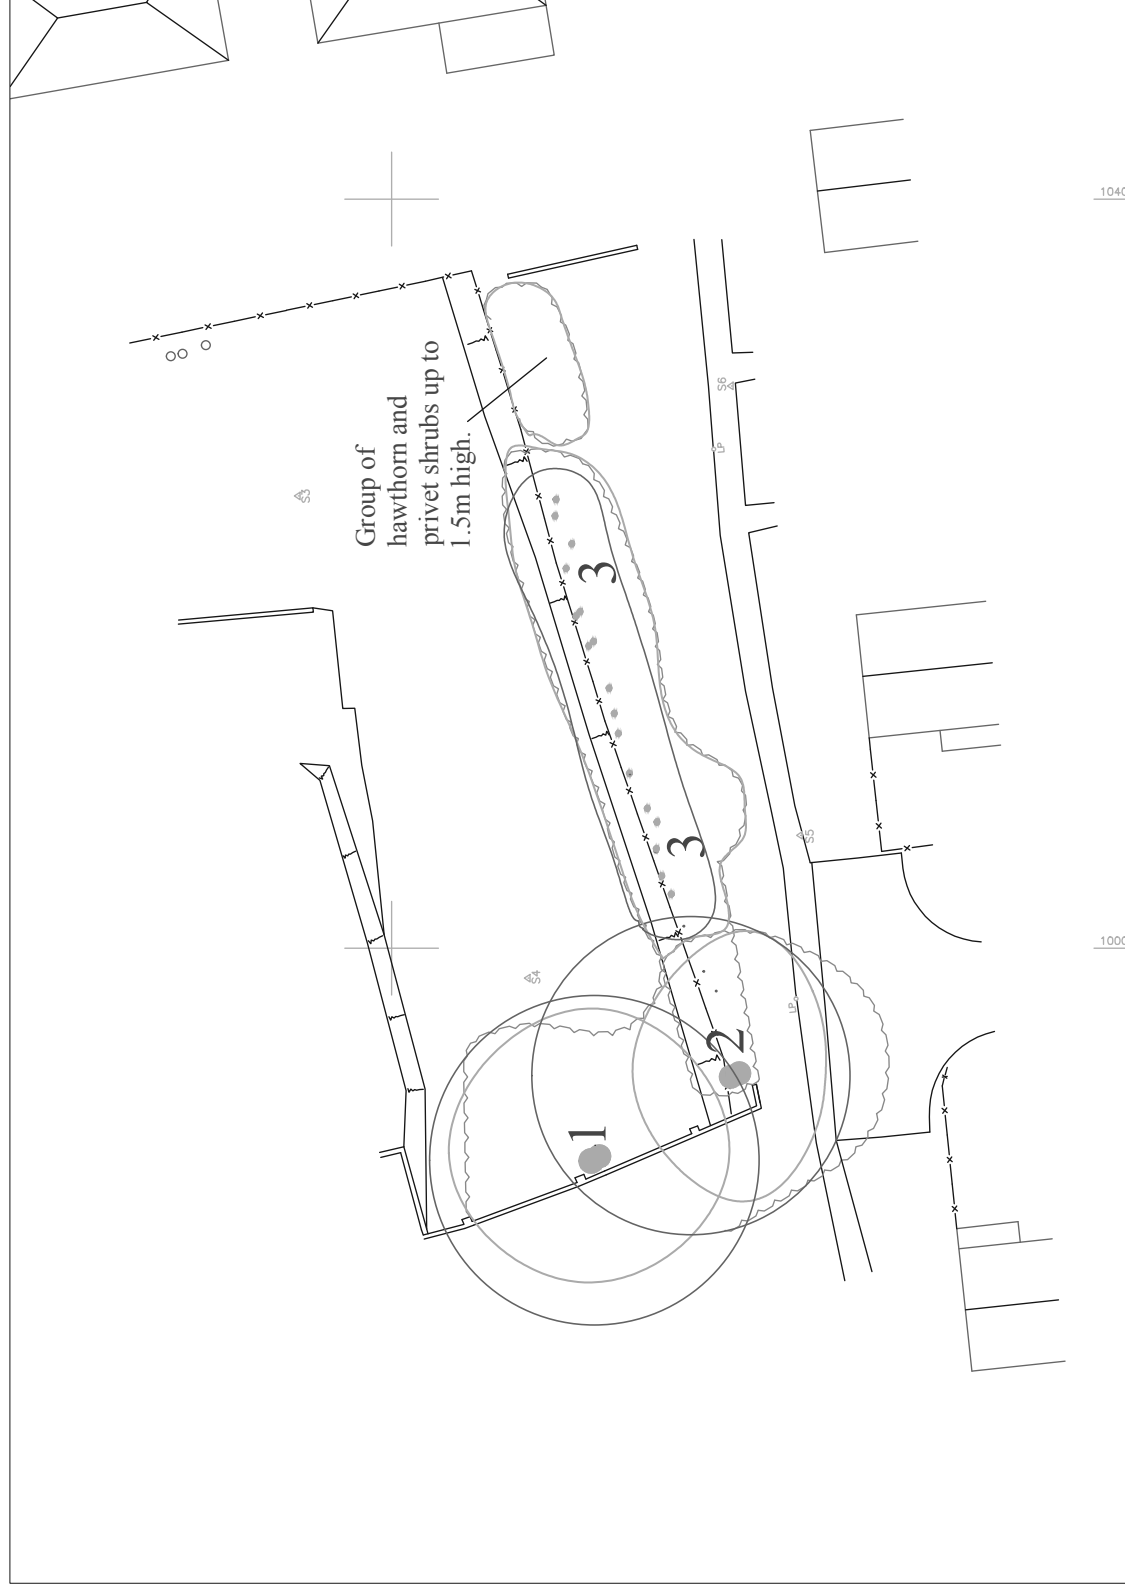 1040
Group of
hawthorn and
privet shrubs up to
1.5m high.
S3
S6
LP
3
3
S5
S4
1000
LP
2
1